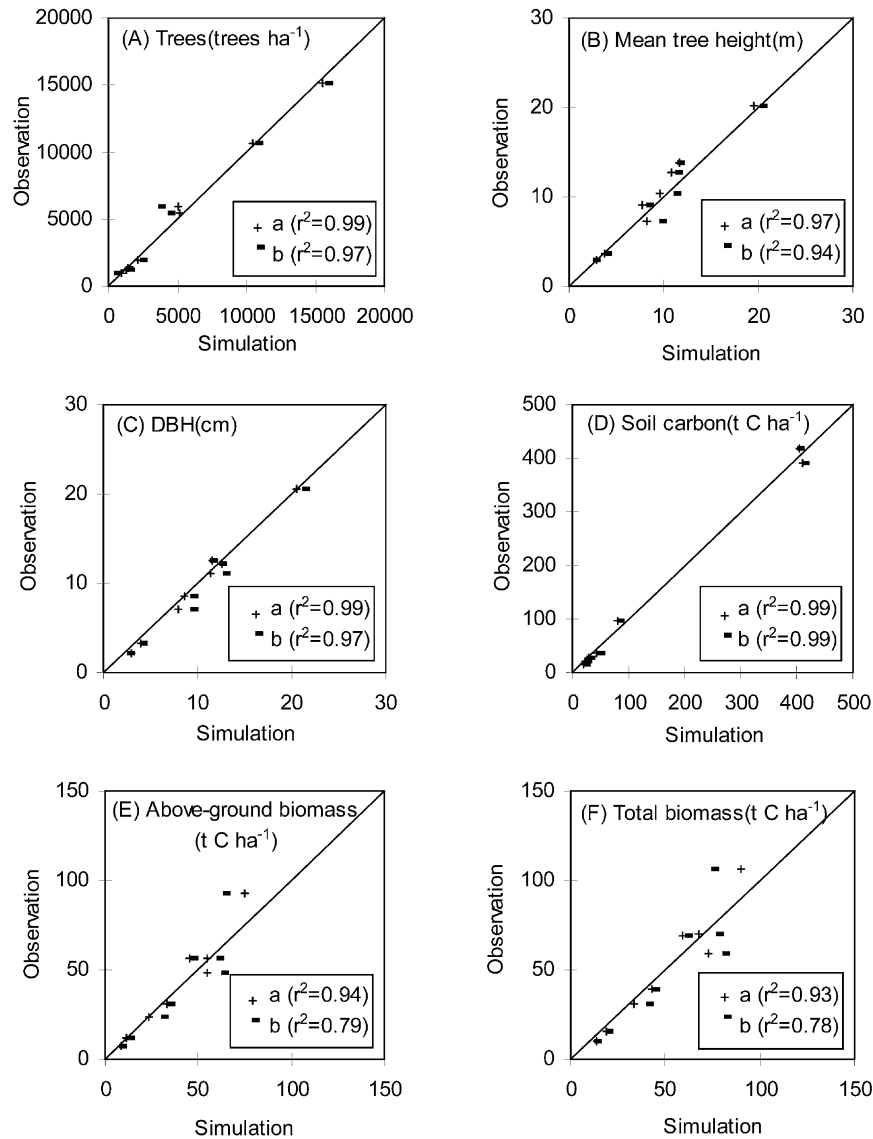 (A) Trees(trees ha-1)
20000
15000
10000
5000
0
Observation
a (r2=0.99)
b (r2=0.97)
0 5000 10000 15000 20000
Simulation
(B) Mean tree height(m)
30
20
10
0
Observation
a (r2=0.97)
b (r2=0.94)
0 10 20 30
Simulation
(C) DBH(cm)
30
20
10
0
Observation
a (r2=0.99)
b (r2=0.97)
0 10 20 30
Simulation
(D) Soil carbon(t C ha-1)
500
400
300
200
100
0
Observation
a (r2=0.99)
b (r2=0.99)
0 100 200 300 400 500
Simulation
(E) Above-ground biomass
(t C ha-1)
150
100
50
0
Observation
a (r2=0.94)
b (r2=0.79)
0 50 100 150
Simulation
(F) Total biomass(t C ha-1)
150
100
50
0
Observation
a (r2=0.93)
b (r2=0.78)
0 50 100 150
Simulation